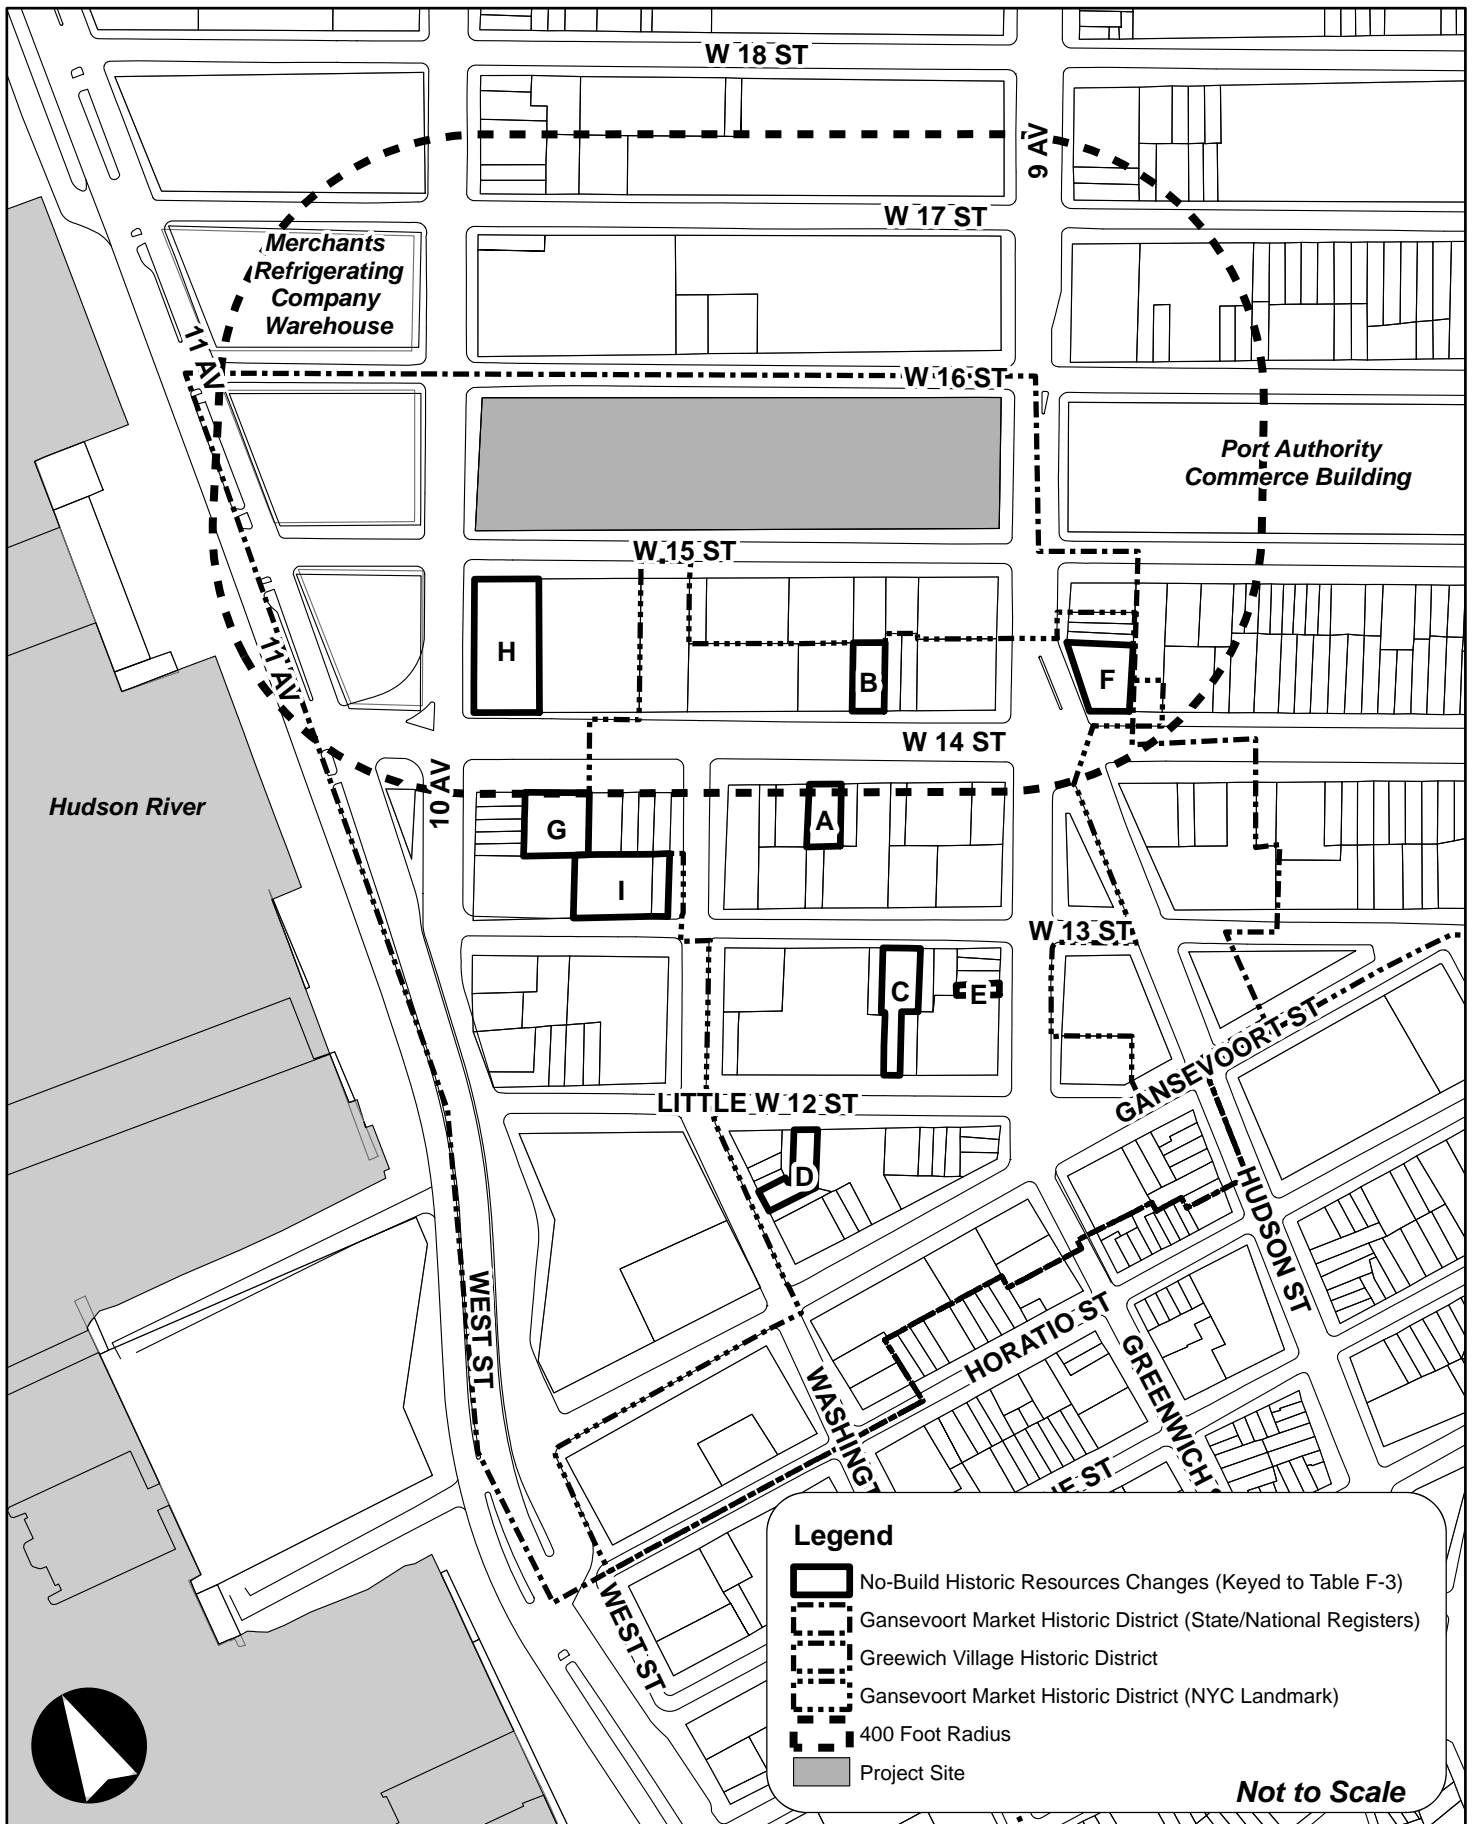 W 18 ST
9 AV
W 17 ST
Merchants
Refrigerating
Company
Warehouse
11 AV
W 16 ST
Port Authority
Commerce Building
W 15 ST
H
B
F
11 AV
W 14 ST
10 AV
Hudson River
G
A
I
W 13 ST
C
E
GANSEVOORT ST
LITTLE W 12 ST
D
HUDSON ST
WEST ST
HORATIO ST
GREENWICH
WASHINGT
ST
WEST ST
Legend
No-Build Historic Resources Changes (Keyed to Table F-3)
Gansevoort Market Historic District (State/National Registers)
Greewich Village Historic District
Gansevoort Market Historic District (NYC Landmark)
400 Foot Radius
Project Site
Not to Scale